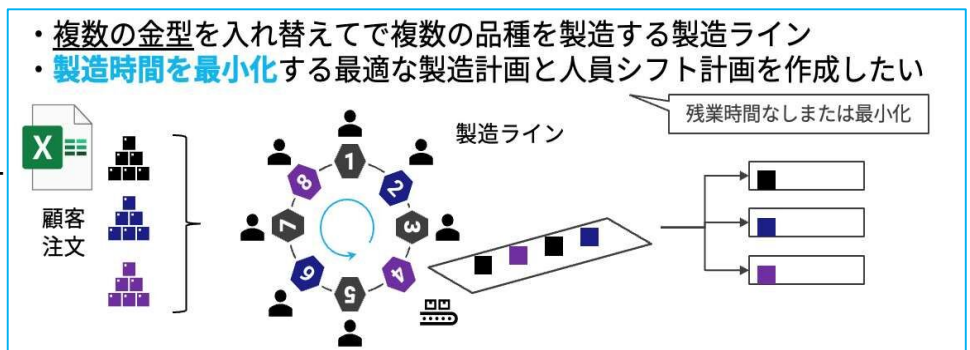 ・複数の金型を入れ替えてで複数の品種を製造する製造ライン
・製造時間を最小化する最適な製造計画と人員シフト計画を作成したい
残業時間なしまたは最小化
製造ライン
X
顧客
注文
1
2
3
4
5
6
7
8